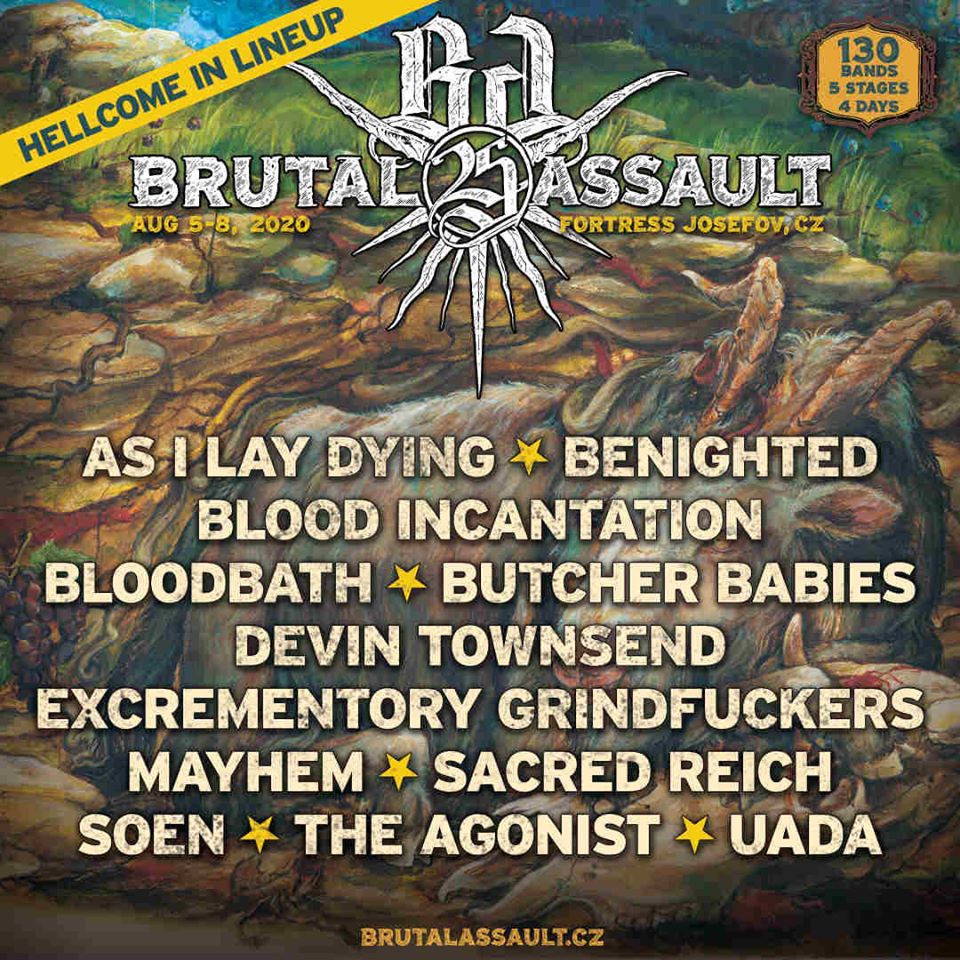 HELLCOME IN LINEUP
130
BANDS
5 STAGES
4 DAYS
BA
BRUTAL 25 ASSAULT
AUG 5-8, 2020
FORTRESS JOSEFOV, CZ
AS I LAY DYING ★ BENIGHTED
BLOOD INCANTATION
BLOODBATH ★ BUTCHER BABIES
DEVIN TOWNSEND
EXCREMENTORY GRINDFUCKERS
MAYHEM ★ SACRED REICH
SOEN ★ THE AGONIST ★ UADA
BRUTALASSAULT.CZ